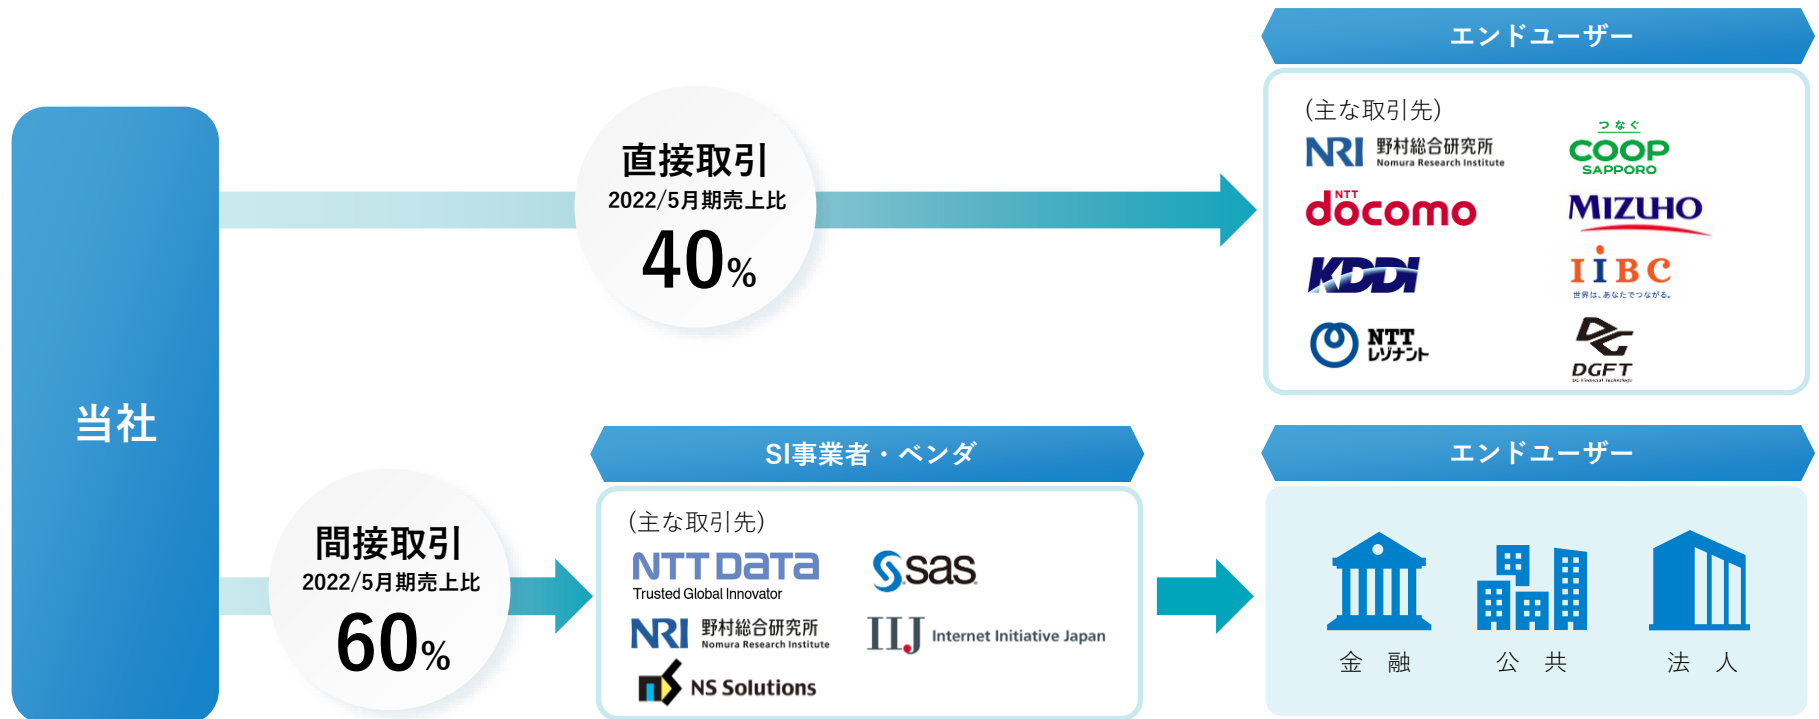 エンドユーザー
(主な取引先)
NRI 野村総合研究所
Nomura Research Institute
つなぐ
COOP
SAPPORO
NTT
docomo
MIZUHO
KDDI
IiBC
世界は、あなたでつながる。
NTT
レゾナント
DGFT
DG Financial Technology
直接取引
2022/5月期売上比
40%
当社
間接取引
2022/5月期売上比
60%
SI事業者・ベンダ
(主な取引先)
NTT DATA
Trusted Global Innovator
sas
NRI 野村総合研究所
Nomura Research Institute
IIJ Internet Initiative Japan
NS Solutions
エンドユーザー
金 融
公 共
法 人